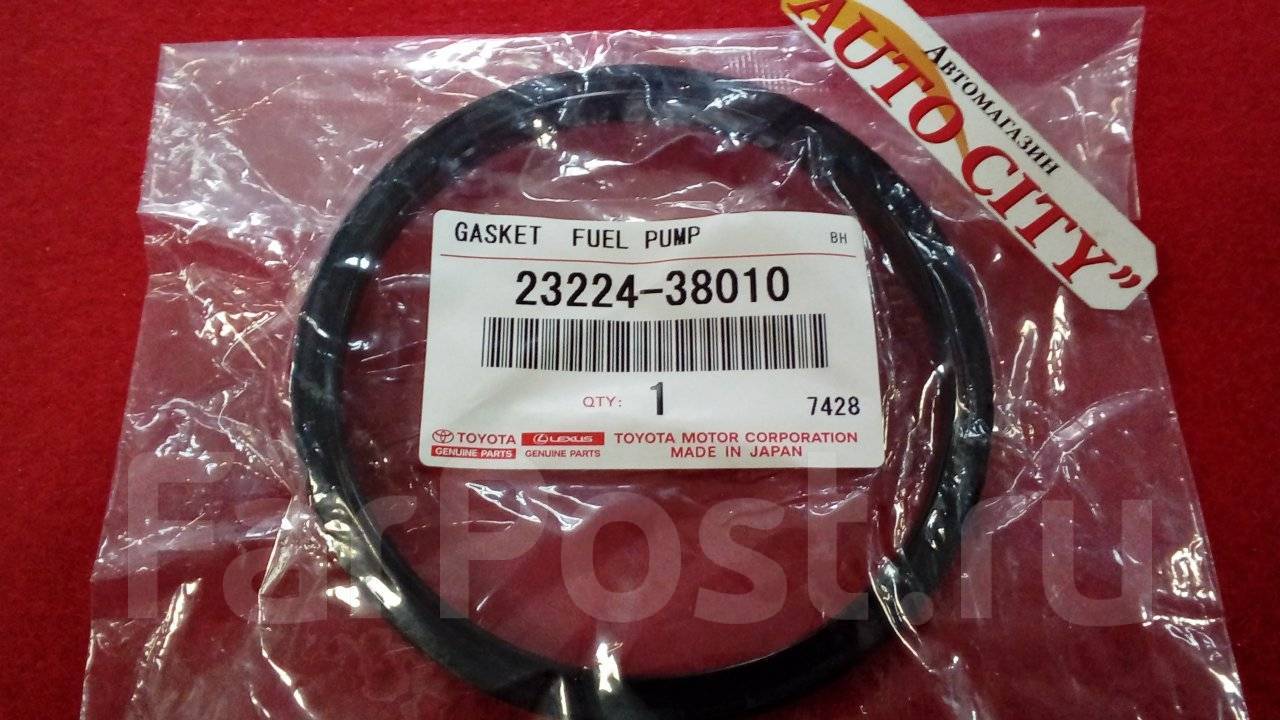 Автомагазин
AUTO CITY”
GASKET FUEL PUMP BH
23224-38010
QTY: 1 7428
TOYOTA
GENUINE PARTS
LEXUS
GENUINE PARTS
TOYOTA MOTOR CORPORATION
MADE IN JAPAN
FarPost.ru